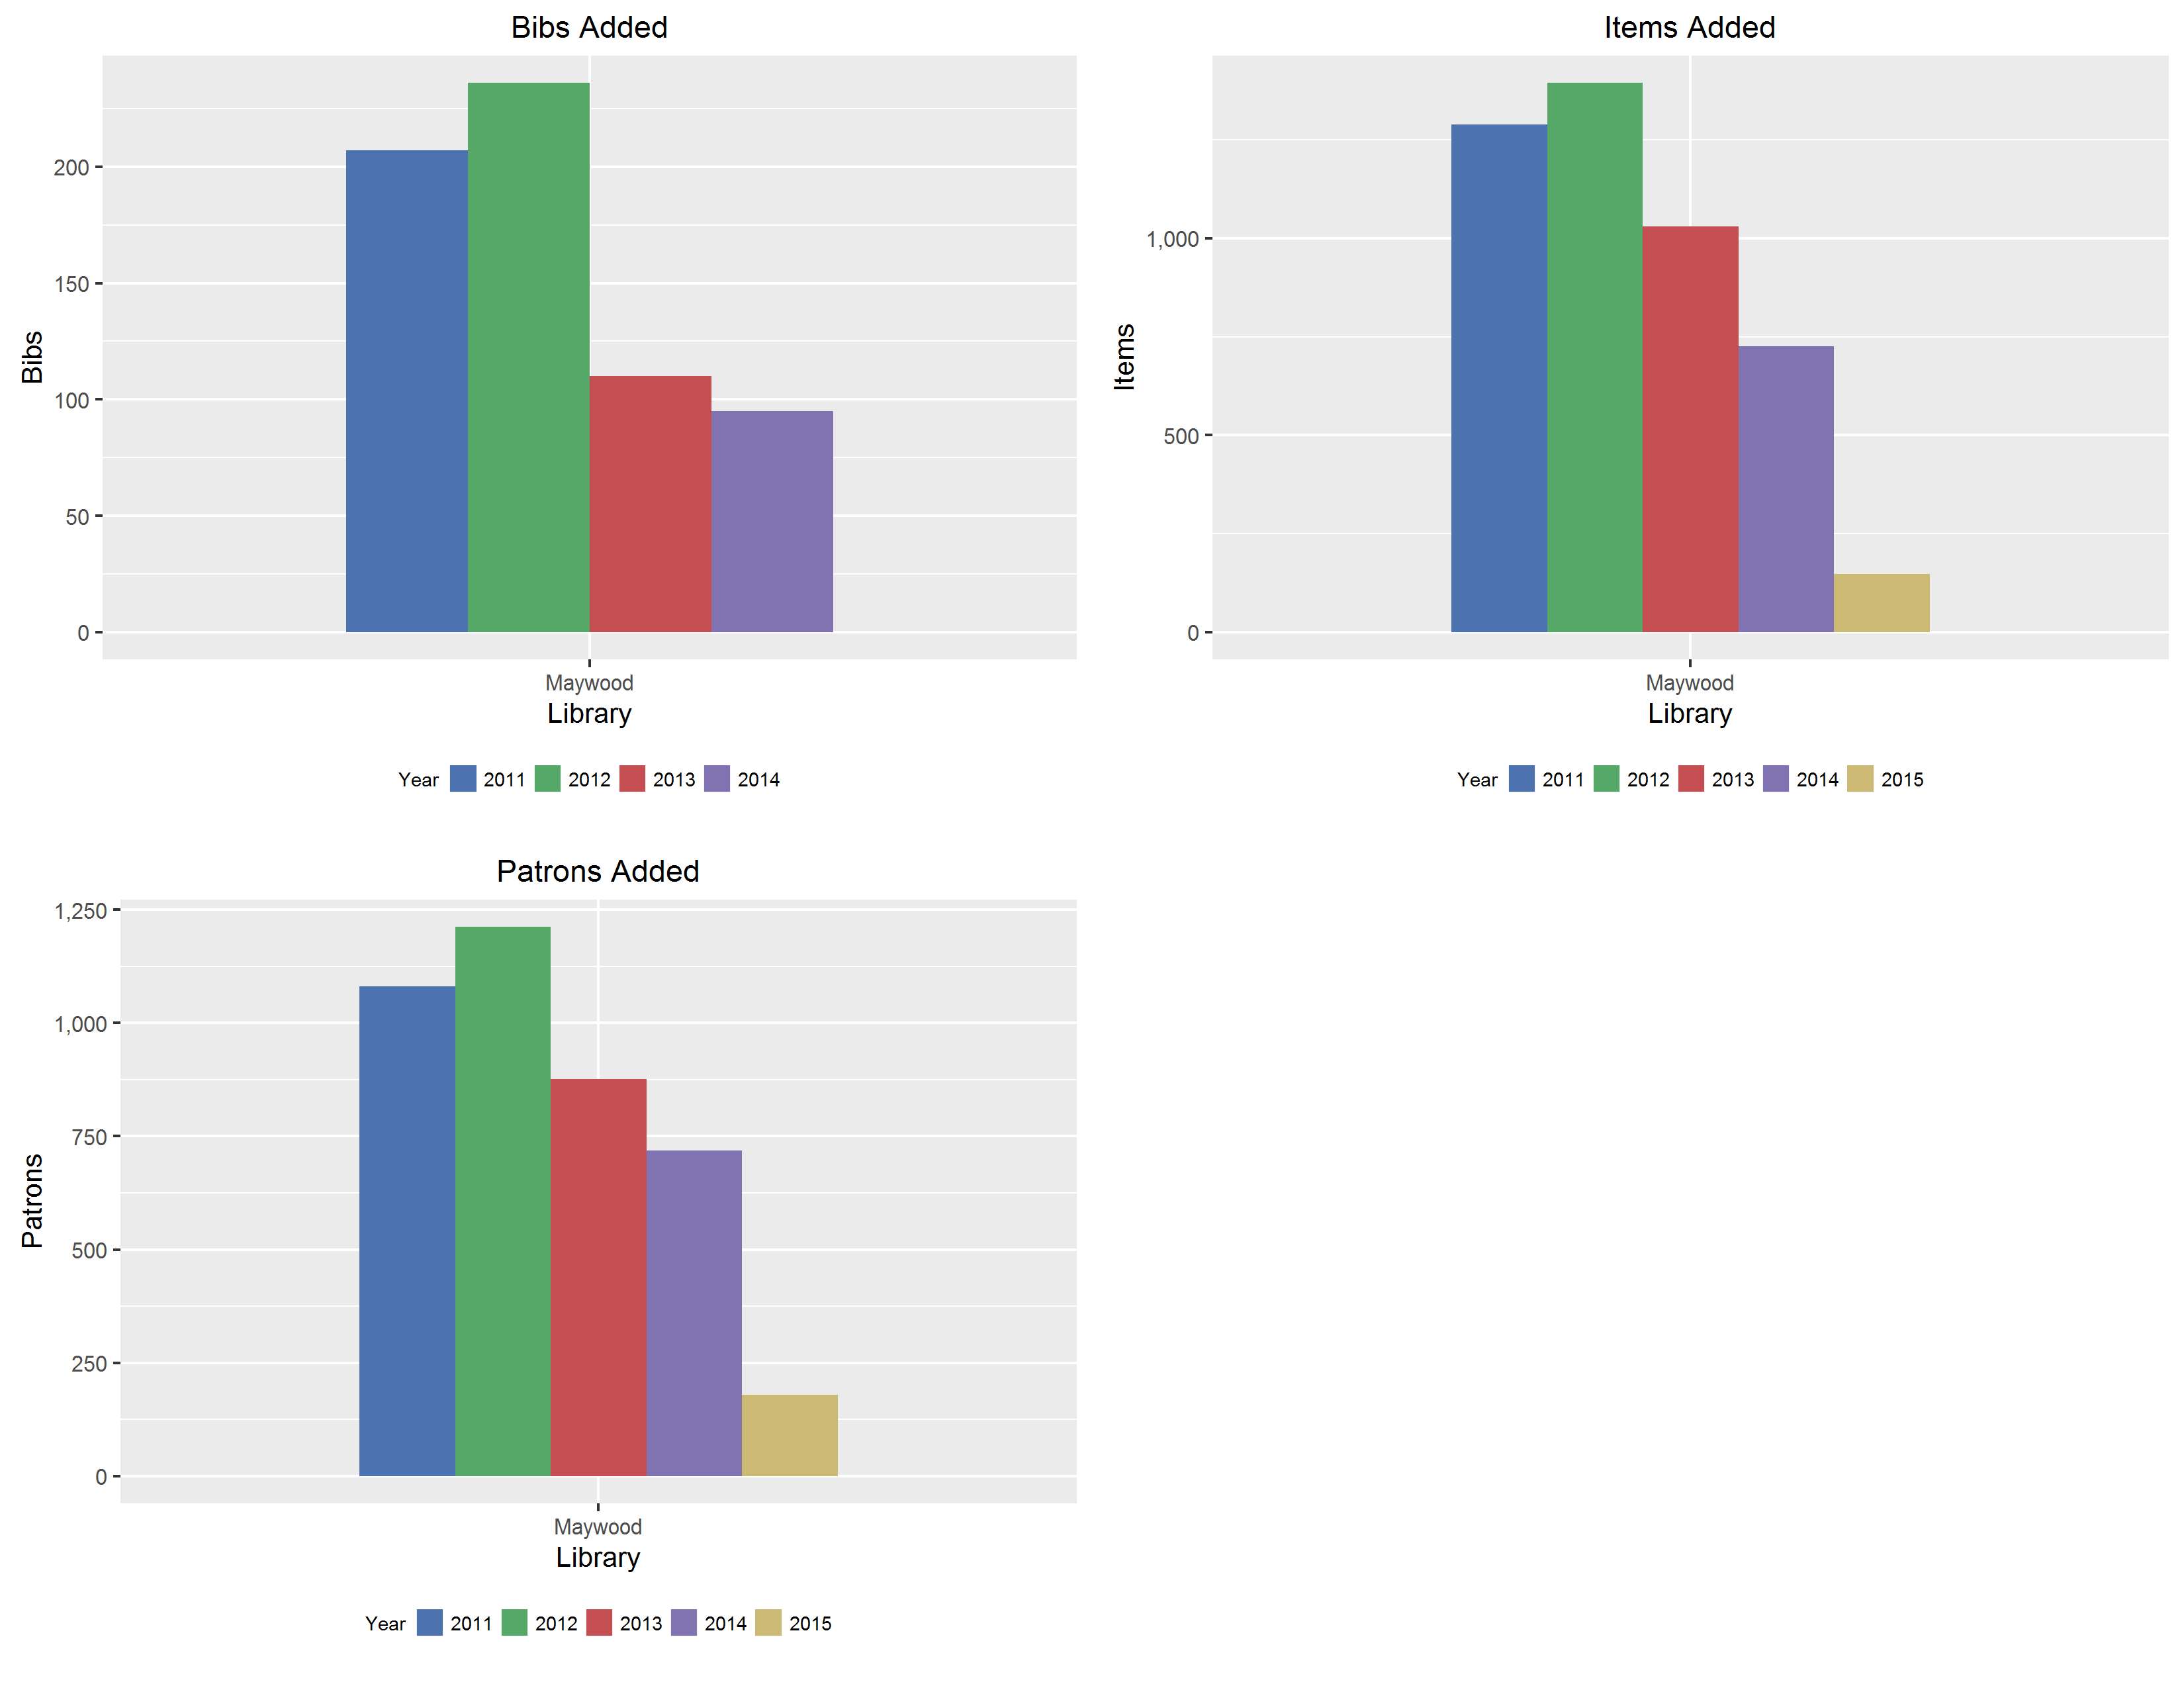 Bibs Added
Bibs
200
150
100
50
0
Maywood
Library
Year 2011 2012 2013 2014
Items Added
Items
1,000
500
0
Maywood
Library
Year 2011 2012 2013 2014 2015
Patrons Added
Patrons
1,250
1,000
750
500
250
0
Maywood
Library
Year 2011 2012 2013 2014 2015